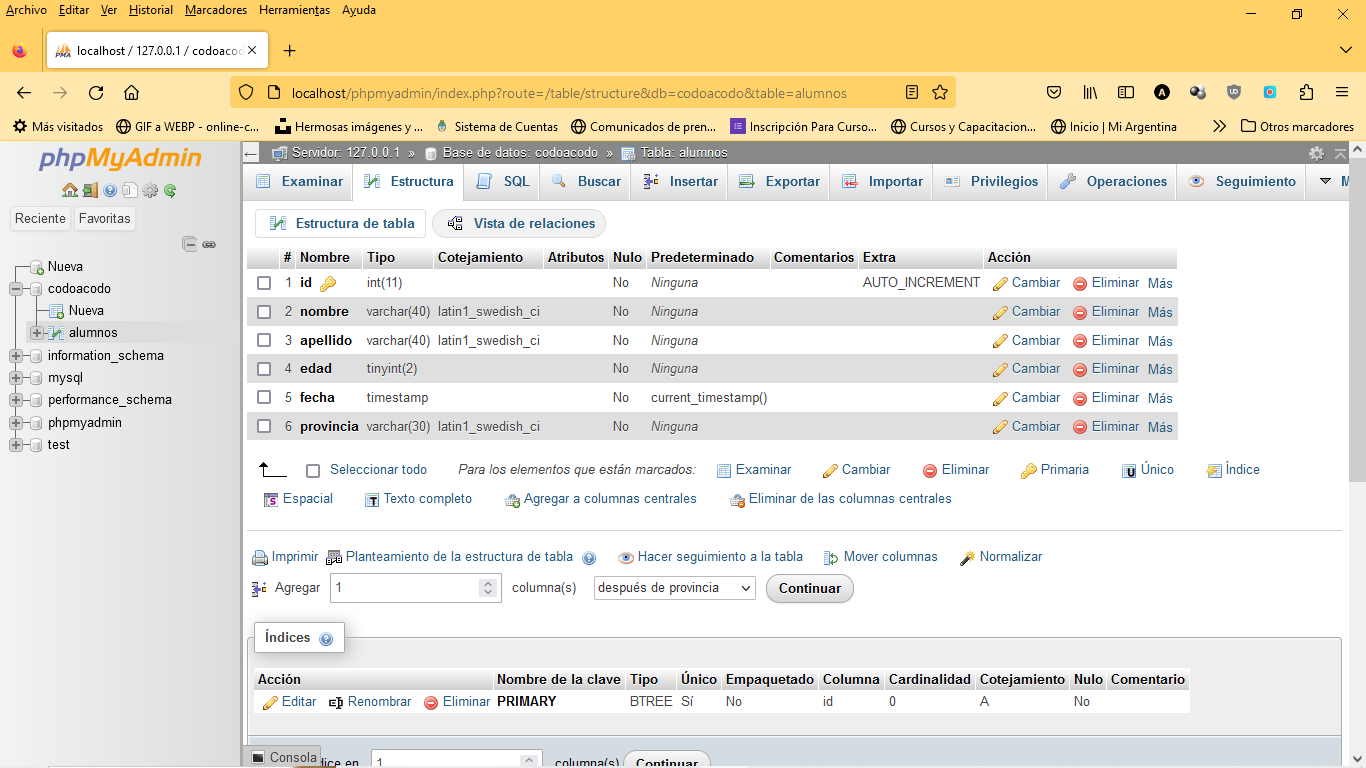 Archivo Editar Ver Historial Marcadores Herramientas Ayuda
PMA localhost / 127.0.0.1 / codoacod
localhost/phpmyadmin/index.php?route=/table/structure&db=codoacodo&table=alumnos
Más visitados GIF a WEBP - online-c... Hermosas imágenes y ... Sistema de Cuentas Comunicados de pren... Inscripción Para Curso... Cursos y Capacitacion... Inicio | Mi Argentina Otros marcadores
phpMyAdmin
Reciente Favoritas
Nueva
codoacodo
Nueva
alumnos
information_schema
mysql
performance_schema
phpmyadmin
test
Servidor: 127.0.0.1 » Base de datos: codoacodo » Tabla: alumnos
Examinar Estructura SQL Buscar Insertar Exportar Importar Privilegios Operaciones Seguimiento
Estructura de tabla Vista de relaciones
# Nombre Tipo Cotejamiento Atributos Nulo Predeterminado Comentarios Extra Acción
1 id int(11) No Ninguna AUTO_INCREMENT Cambiar Eliminar Más
2 nombre varchar(40) latin1_swedish_ci No Ninguna Cambiar Eliminar Más
3 apellido varchar(40) latin1_swedish_ci No Ninguna Cambiar Eliminar Más
4 edad tinyint(2) No Ninguna Cambiar Eliminar Más
5 fecha timestamp No current_timestamp() Cambiar Eliminar Más
6 provincia varchar(30) latin1_swedish_ci No Ninguna Cambiar Eliminar Más
Seleccionar todo Para los elementos que están marcados: Examinar Cambiar Eliminar Primaria Único Índice
Espacial Texto completo Agregar a columnas centrales Eliminar de las columnas centrales
Imprimir Planteamiento de la estructura de tabla Hacer seguimiento a la tabla Mover columnas Normalizar
Agregar 1 columna(s) después de provincia Continuar
Índices
Acción Nombre de la clave Tipo Único Empaquetado Columna Cardinalidad Cotejamiento Nulo Comentario
Editar Renombrar Eliminar PRIMARY BTREE Sí No id 0 A No
Consola dice en 1 columna(s) Continuar